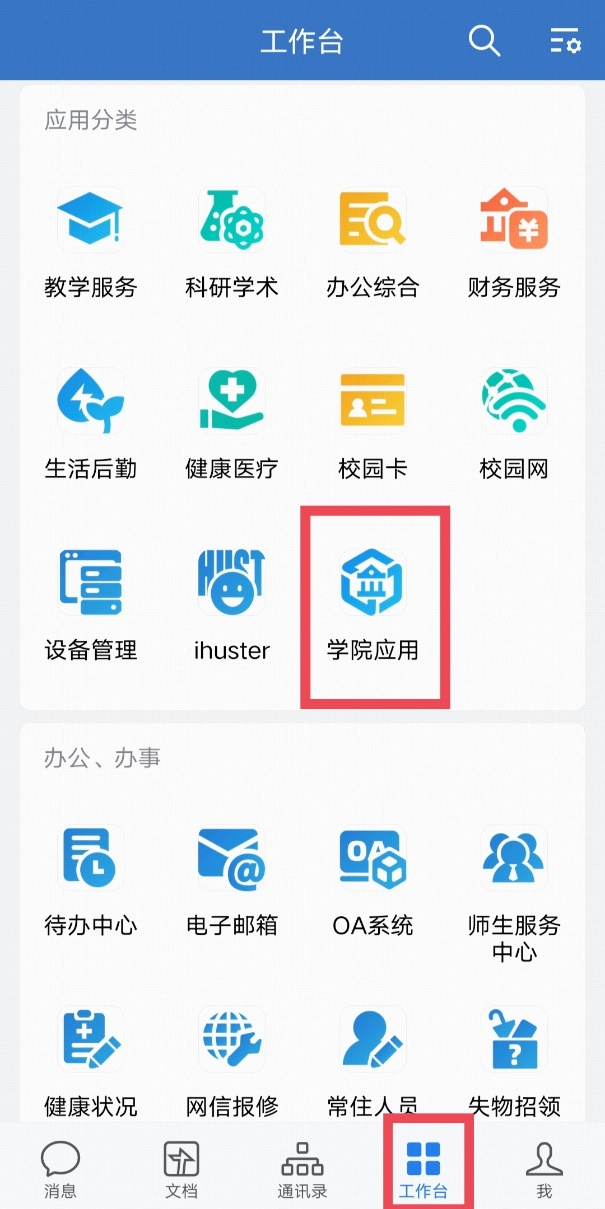 工作台
应用分类
教学服务 科研学术 办公综合 财务服务
¥
生活后勤 健康医疗 校园卡 校园网
HUST
设备管理 ihuster 学院应用
办公、办事
@ OA
待办中心 电子邮箱 OA系统 师生服务
中心
?
健康状况 网信报修 常住人员 失物招领
消息 文档 通讯录 工作台 我